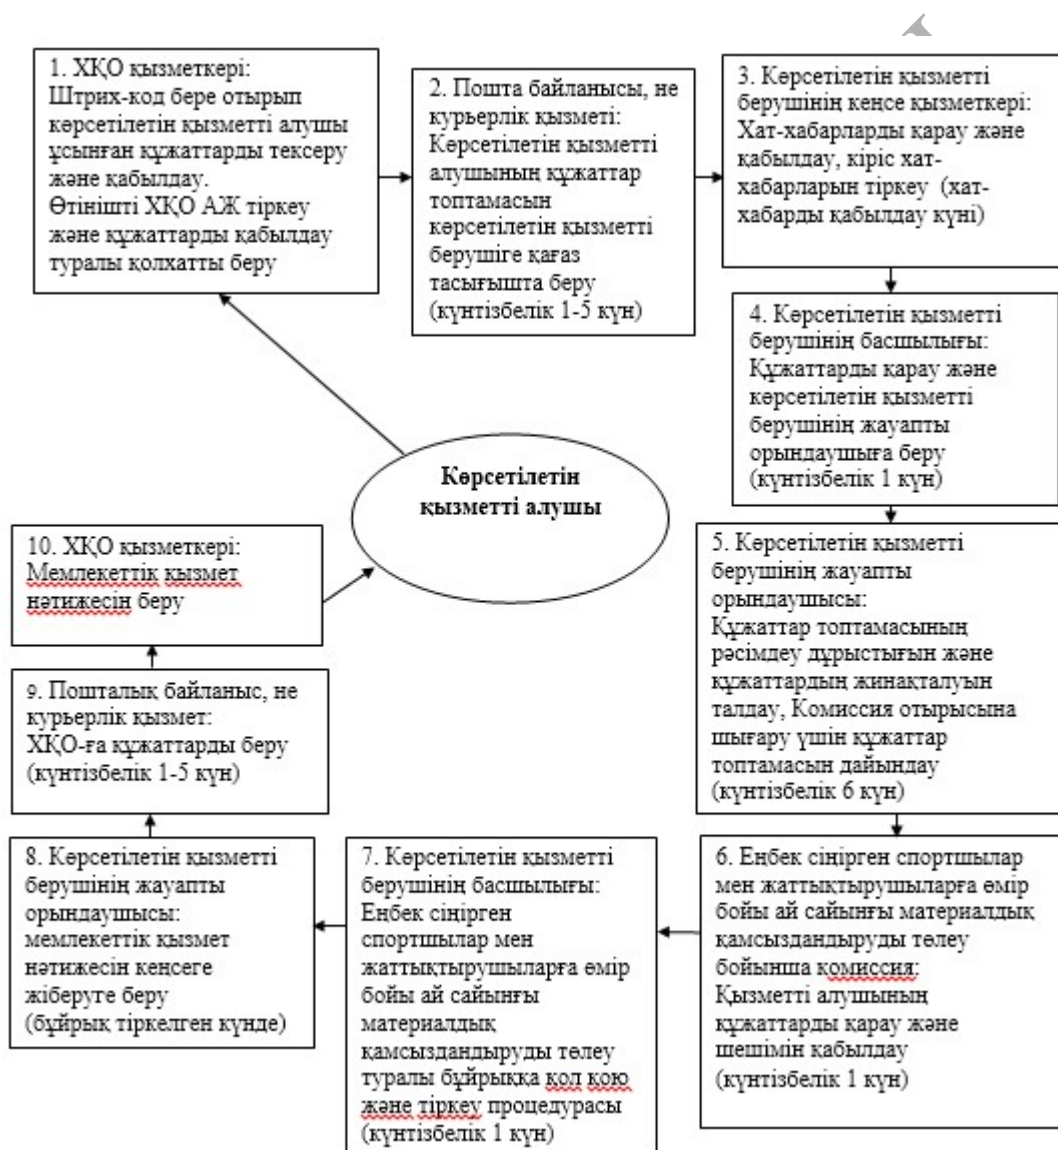 1. ХҚО қызметкері:
Штрих-код бере отырып
көрсетілетін қызметті алушы
ұсынған құжаттарды тексеру
және қабылдау.
Өтінішті ХҚО АЖ тіркеу
және құжаттарды қабылдау
туралы қолхатты беру
2. Пошта байланысы, не
курьерлік қызметі:
Көрсетілетін қызметті
алушының құжаттар
топтамасын
көрсетілетін қызметті
берушіге қағаз
тасығышта беру
(күнтізбелік 1-5 күн)
3. Көрсетілетін қызметті
берушінің кеңсе қызметкері:
Хат-хабарларды қарау және
қабылдау, кіріс хат-
хабарларын тіркеу (хат-
хабарды қабылдау күні)
4. Көрсетілетін қызметті
берушінің басшылығы:
Құжаттарды қарау және
көрсетілетін қызметті
берушінің жауапты
орындаушыға беру
(күнтізбелік 1 күн)
Көрсетілетін
қызметті алушы
5. Көрсетілетін қызметті
берушінің жауапты
орындаушысы:
Құжаттар топтамасының
рәсімдеу дұрыстығын және
құжаттардың жинақталуын
талдау, Комиссия отырысына
шығару үшін құжаттар
топтамасын дайындау
(күнтізбелік 6 күн)
6. Еңбек сіңірген спортшылар
мен жаттықтырушыларға өмір
бойы ай сайынғы материалдық
қамсыздандыруды төлеу
бойынша комиссия:
Қызметті алушының
құжаттарды қарау және
шешімін қабылдау
(күнтізбелік 1 күн)
7. Көрсетілетін қызметті
берушінің басшылығы:
Еңбек сіңірген
спортшылар мен
жаттықтырушыларға өмір
бойы ай сайынғы
материалдық
қамсыздандыруды төлеу
туралы бұйрыққа қол қою
және тіркеу процедурасы
(күнтізбелік 1 күн)
8. Көрсетілетін қызметті
берушінің жауапты
орындаушысы:
мемлекеттік қызмет
нәтижесін кеңсеге
жіберуге беру
(бұйрық тіркелген күнде)
9. Пошталық байланыс, не
курьерлік қызмет:
ХҚО-ға құжаттарды беру
(күнтізбелік 1-5 күн)
10. ХҚО қызметкері:
Мемлекеттік қызмет
нәтижесін беру